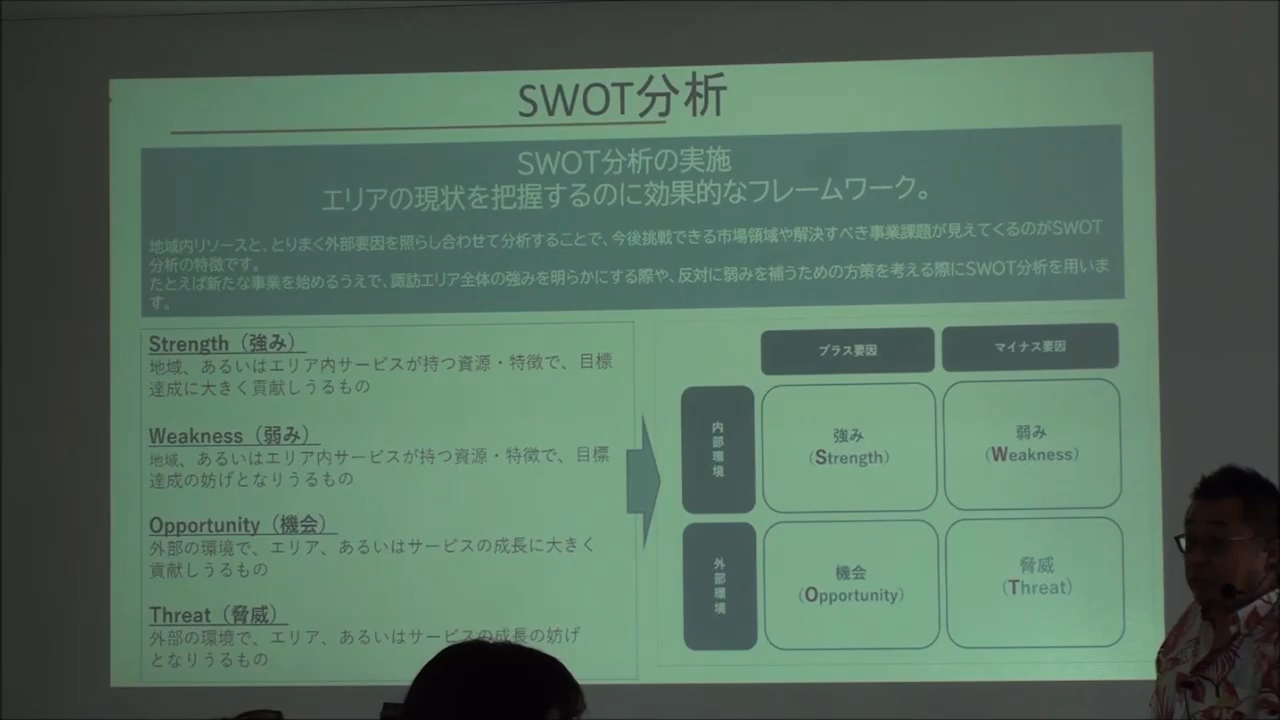 SWOT分析
SWOT分析の実施
エリアの現状を把握するのに効果的なフレームワーク。
地域内リソースと、とりまく外部要因を照らし合わせて分析することで、今後挑戦できる市場領域や解決すべき事業課題が見えてくるのがSWOT
分析の特徴です。
たとえば新たな事業を始めるうえで、諏訪エリア全体の強みを明らかにする際や、反対に弱みを補うための方策を考える際にSWOT分析を用いま
す。
Strength（強み）
地域、あるいはエリア内サービスが持つ資源・特徴で、目標
達成に大きく貢献しうるもの
Weakness（弱み）
地域、あるいはエリア内サービスが持つ資源・特徴で、目標
達成の妨げとなりうるもの
Opportunity（機会）
外部の環境で、エリア、あるいはサービスの成長に大きく
貢献しうるもの
Threat（脅威）
外部の環境で、エリア、あるいはサービスの成長の妨げ
となりうるもの
プラス要因
マイナス要因
内部環境
強み
（Strength）
弱み
（Weakness）
外部環境
機会
（Opportunity）
脅威
（Threat）